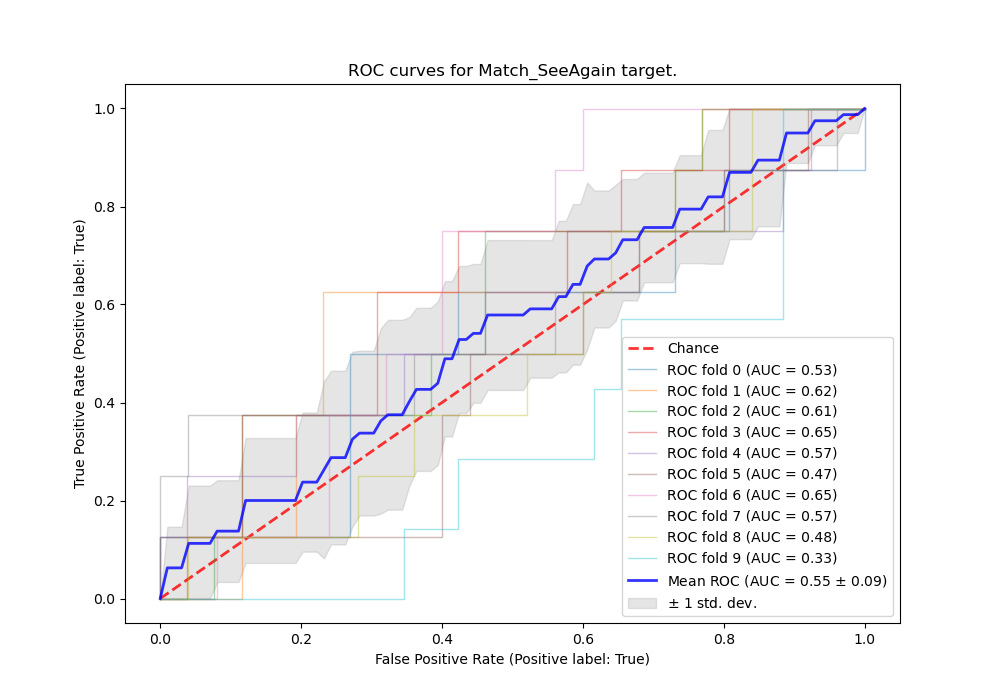 ROC curves for Match_SeeAgain target.
True Positive Rate (Positive label: True)
1.0
0.8
0.6
0.4
0.2
0.0
Chance
ROC fold 0 (AUC = 0.53)
ROC fold 1 (AUC = 0.62)
ROC fold 2 (AUC = 0.61)
ROC fold 3 (AUC = 0.65)
ROC fold 4 (AUC = 0.57)
ROC fold 5 (AUC = 0.47)
ROC fold 6 (AUC = 0.65)
ROC fold 7 (AUC = 0.57)
ROC fold 8 (AUC = 0.48)
ROC fold 9 (AUC = 0.33)
Mean ROC (AUC = 0.55 ± 0.09)
± 1 std. dev.
0.0 0.2 0.4 0.6 0.8 1.0
False Positive Rate (Positive label: True)